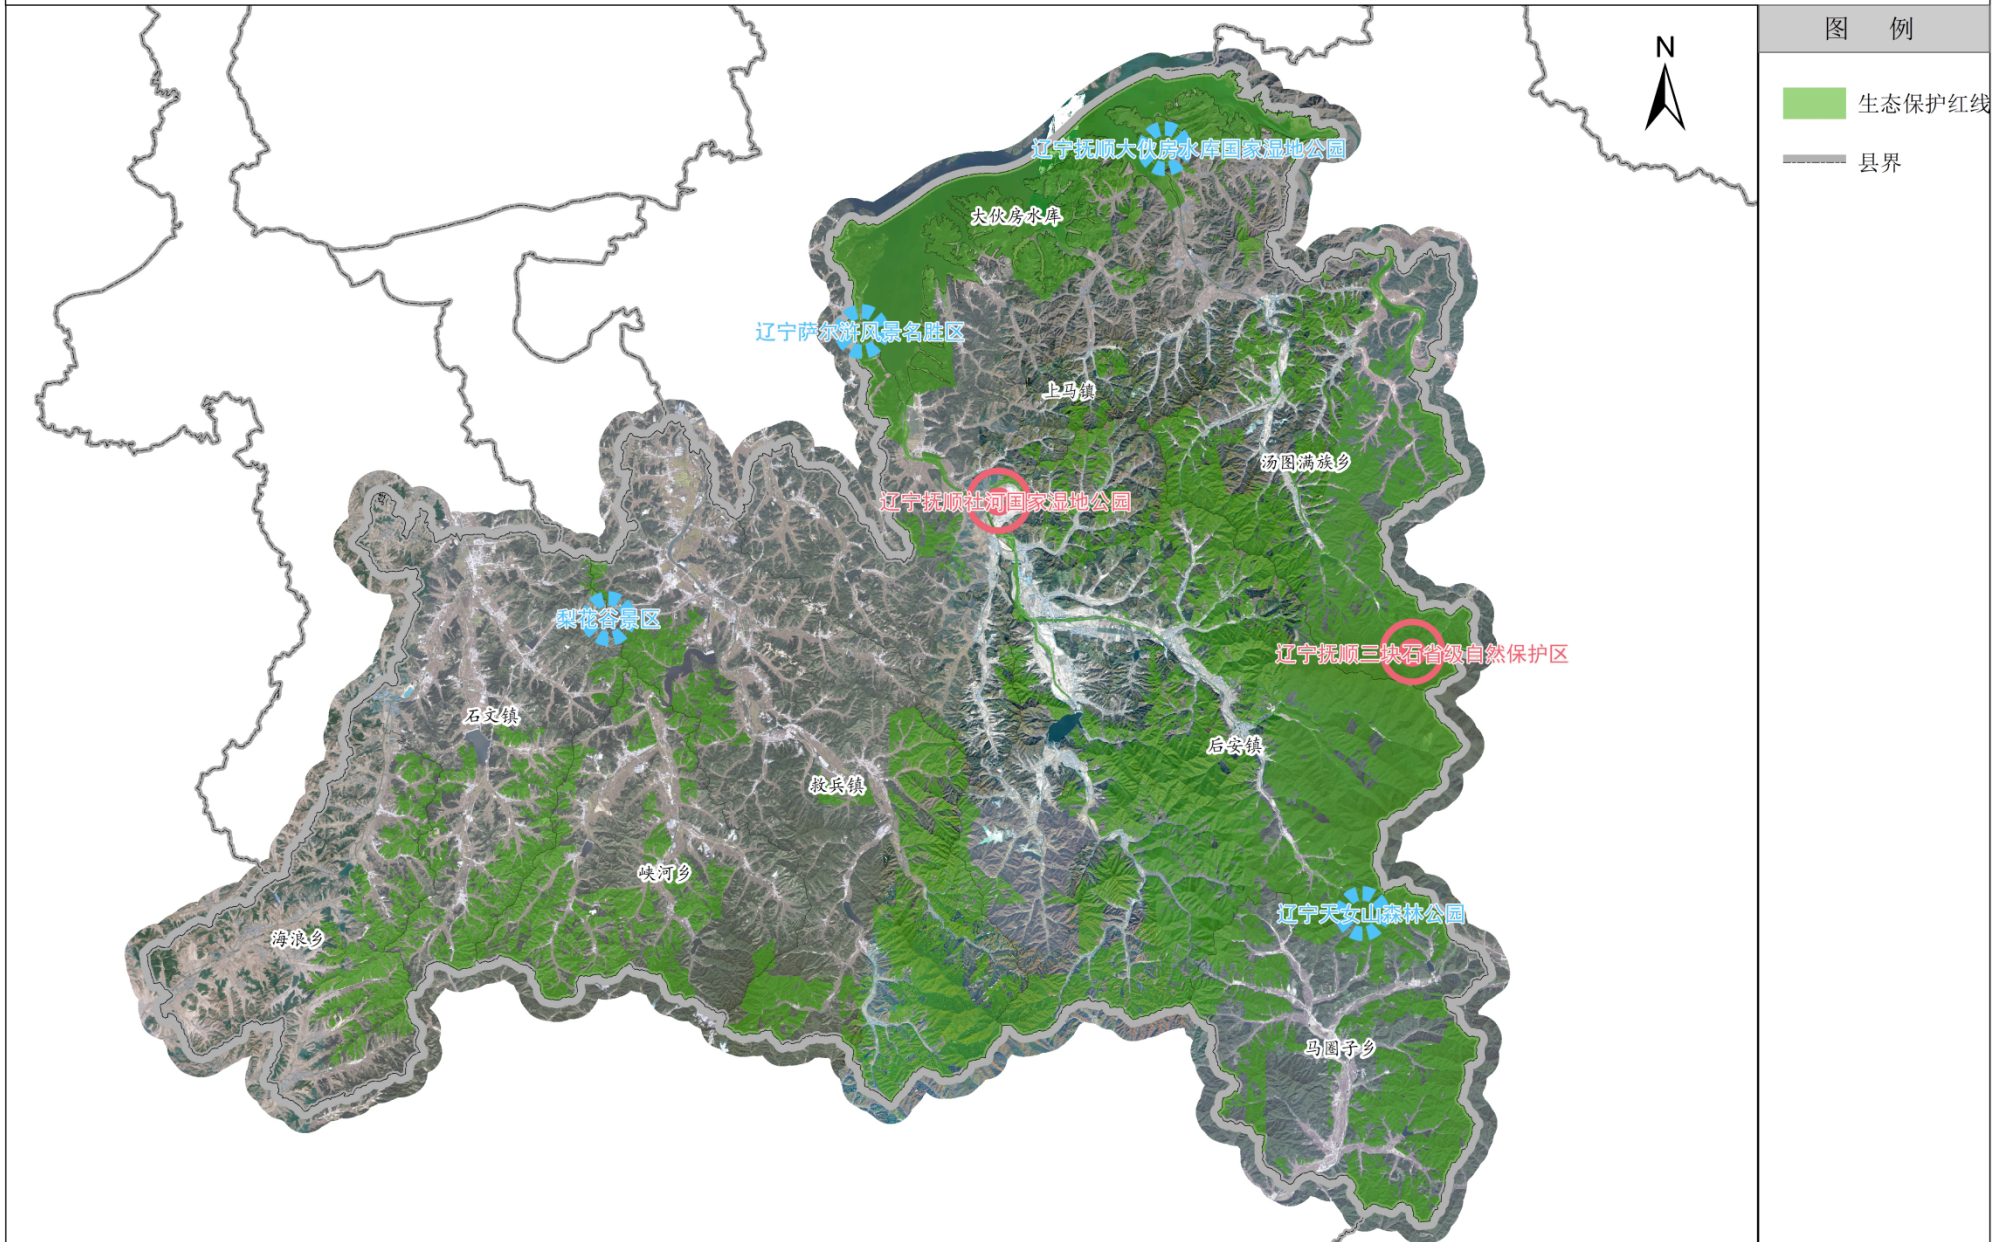 图 例
N
生态保护红线
县界
辽宁抚顺大伙房水库国家湿地公园
大伙房水库
辽宁萨尔浒风景名胜区
上马镇
汤图满族乡
辽宁抚顺社河国家湿地公园
梨花谷景区
辽宁抚顺三块石省级自然保护区
石文镇
后安镇
救兵镇
峡河乡
辽宁天女山森林公园
海浪乡
马圈子乡